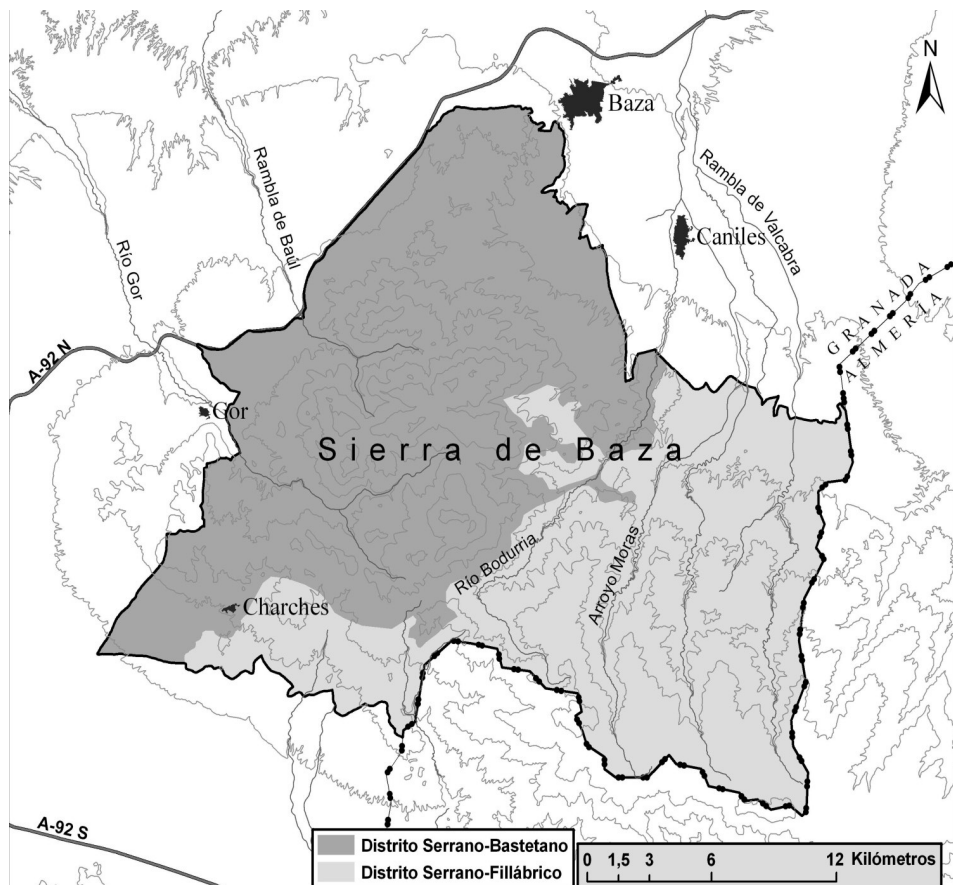 N
Baza
Rambla de Valcabra
Rambla de Baúl
Caniles
Río Gor
GRANADA
ALMERÍA
A-92 N
Gor
Sierra de Baza
Río Bodurria
Arroyo Moras
Charches
A-92 S
Distrito Serrano-Bastetano
Distrito Serrano-Fillábrico
0 1,5 3 6 12 Kilómetros